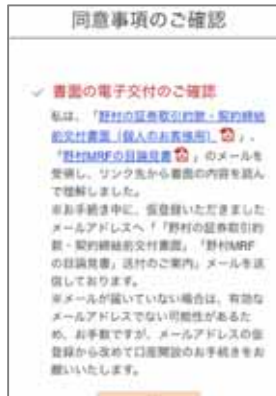 同意事項のご確認
書面の電子交付のご確認
私は、「野村の証券取引約款・契約締結
前交付書面（個人のお客様用）」、
「野村MRFの目論見書」のメールを
受領し、リンク先から書面の内容を読ん
で理解しました。
※お手続き中に、仮登録いただきました
メールアドレスへ「「野村の証券取引約
款・契約締結前交付書面」「野村MRF
の目論見書」送付のご案内」メールを送
信しております。
※メールが届いていない場合は、有効な
メールアドレスでない可能性があるた
め、お手数ですが、メールアドレスの仮
登録から改めて口座開設のお手続きをお
願いいたします。